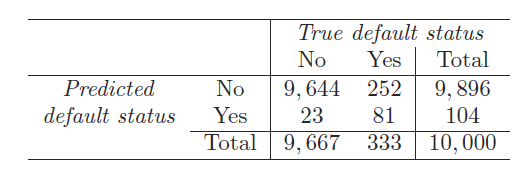 True default status
No Yes Total
Predicted No 9,644 252 9,896
default status Yes 23 81 104
Total 9,667 333 10,000